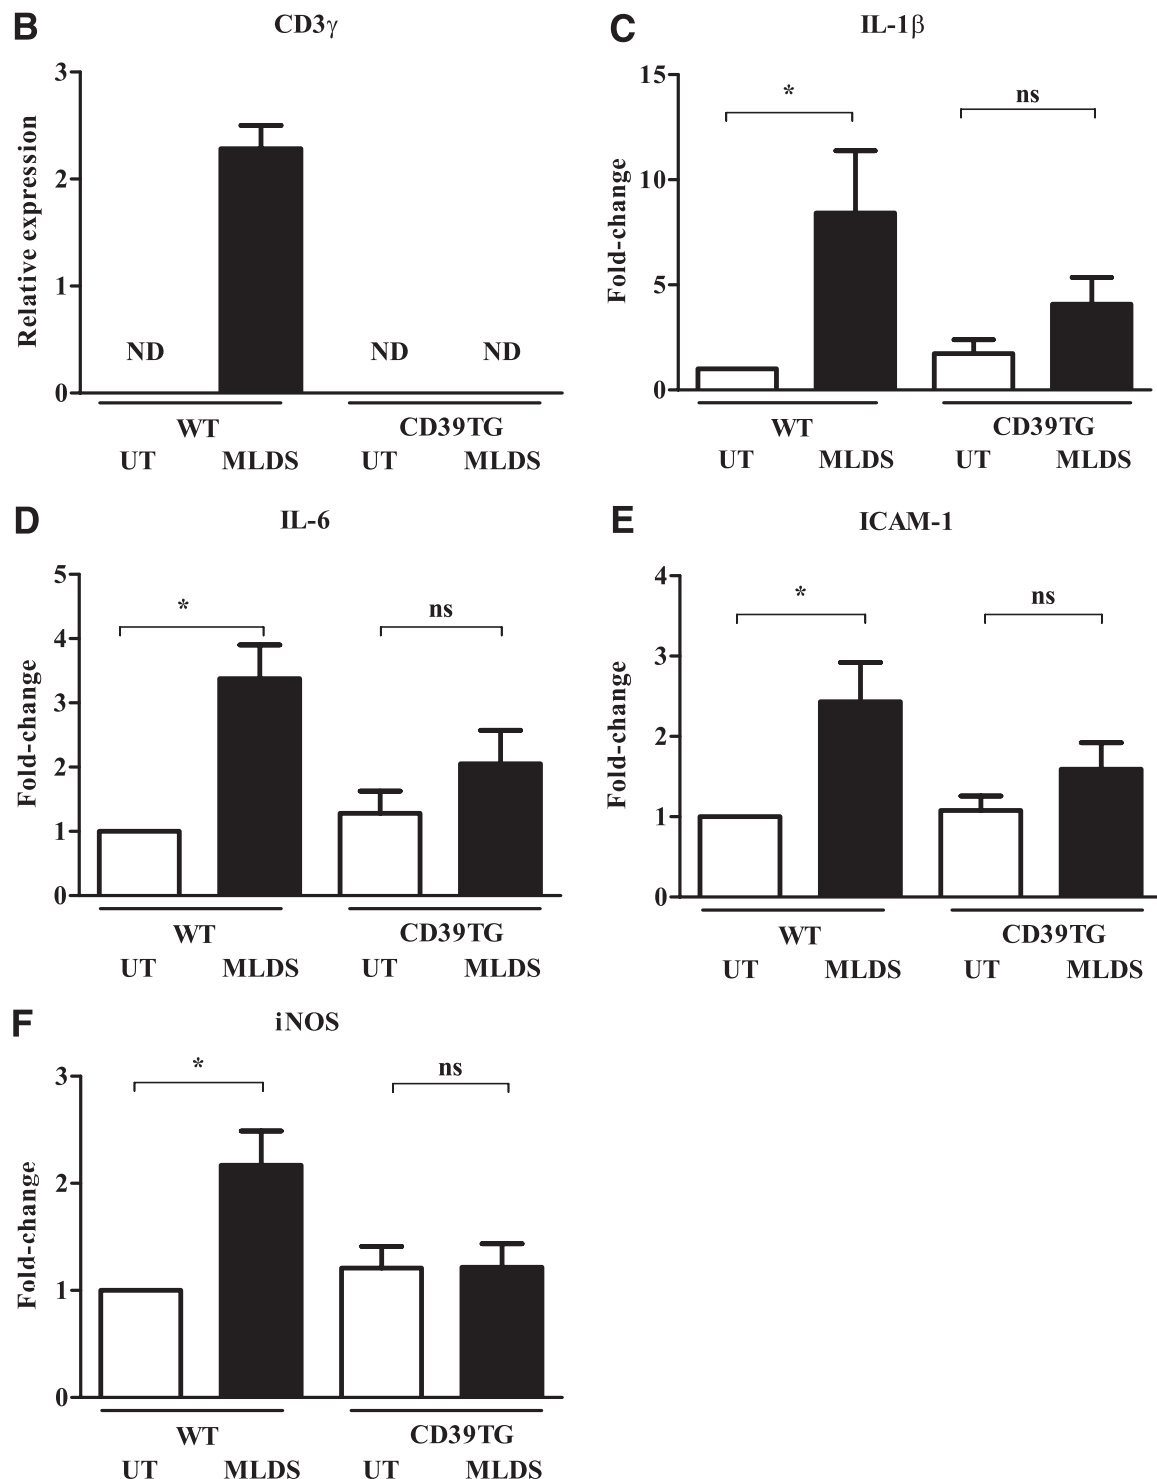 B
CD3γ
Relative expression
3
2
1
0
ND
ND
ND
WT
CD39TG
UT
MLDS
UT
MLDS
C
IL-1β
Fold-change
15
10
5
0
*
ns
WT
CD39TG
UT
MLDS
UT
MLDS
D
IL-6
Fold-change
5
4
3
2
1
0
*
ns
WT
CD39TG
UT
MLDS
UT
MLDS
E
ICAM-1
Fold-change
4
3
2
1
0
*
ns
WT
CD39TG
UT
MLDS
UT
MLDS
F
iNOS
Fold-change
3
2
1
0
*
ns
WT
CD39TG
UT
MLDS
UT
MLDS